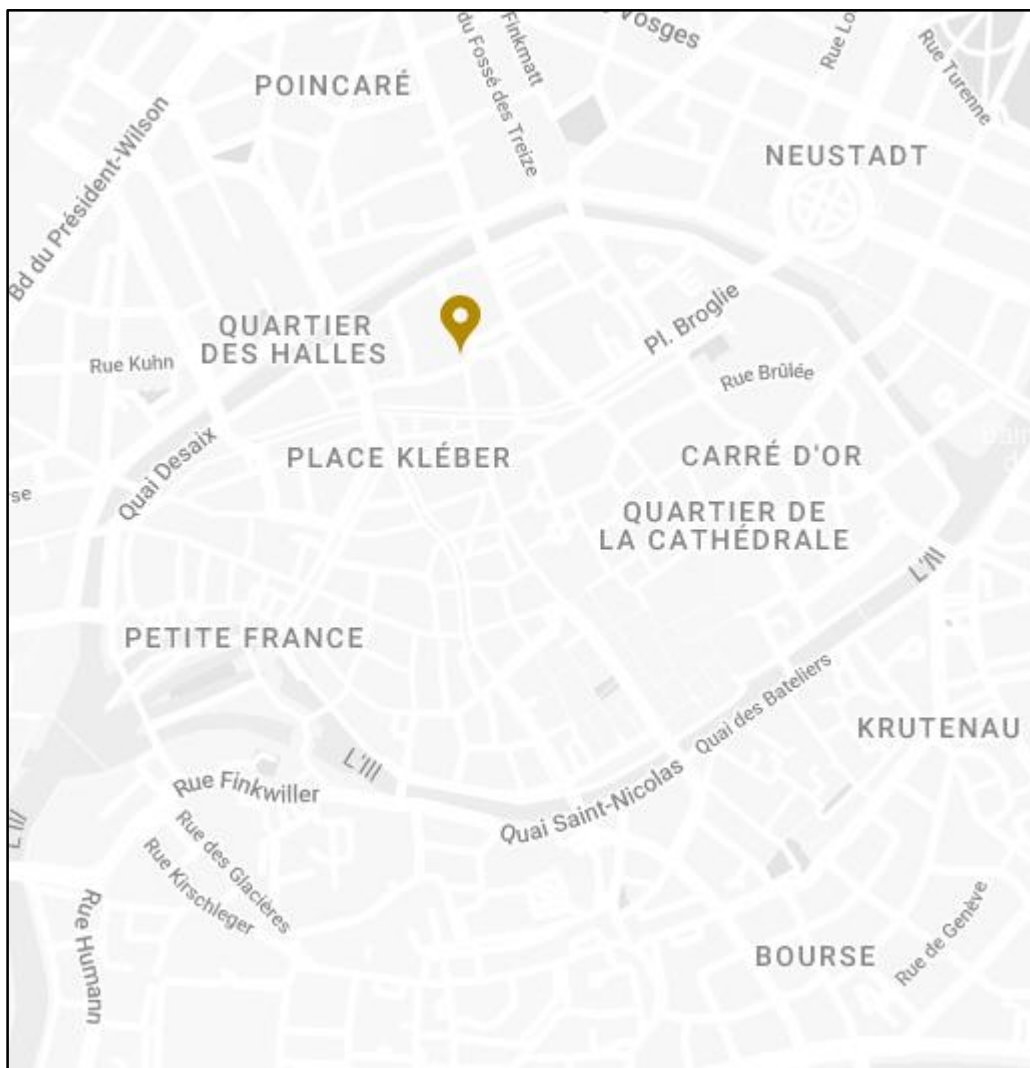 Vosges
Finkmatt
du Fossé des Treize
Rue Lo
Rue Turenne
POINCARÉ
Bd du Président-Wilson
NEUSTADT
QUARTIER
DES HALLES
Pl. Broglie
Rue Kuhn
Rue Brûlée
Quai Desaix
PLACE KLÉBER
CARRÉ D'OR
se
QUARTIER DE
LA CATHÉDRALE
L'Ill
PETITE FRANCE
Quai des Bateliers
KRUTENAU
L'Ill
Rue Finkwiller
Quai Saint-Nicolas
L'Ill
Rue des Glacières
Rue Kirschleger
Rue Humann
Rue de Genève
BOURSE